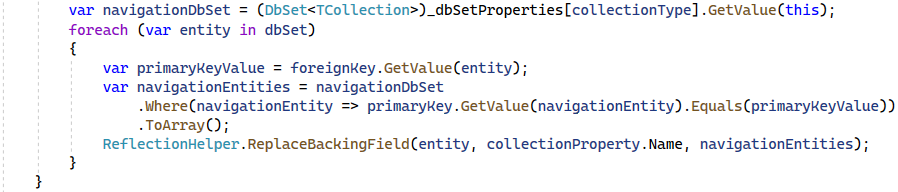 var navigationDbSet = (DbSet<TCollection>)_dbSetProperties[collectionType].GetValue(this);
foreach (var entity in dbSet)
{
    var primaryKeyValue = foreignKey.GetValue(entity);
    var navigationEntities = navigationDbSet
        .Where(navigationEntity => primaryKey.GetValue(navigationEntity).Equals(primaryKeyValue))
        .ToArray();
    ReflectionHelper.ReplaceBackingField(entity, collectionProperty.Name, navigationEntities);
}
}